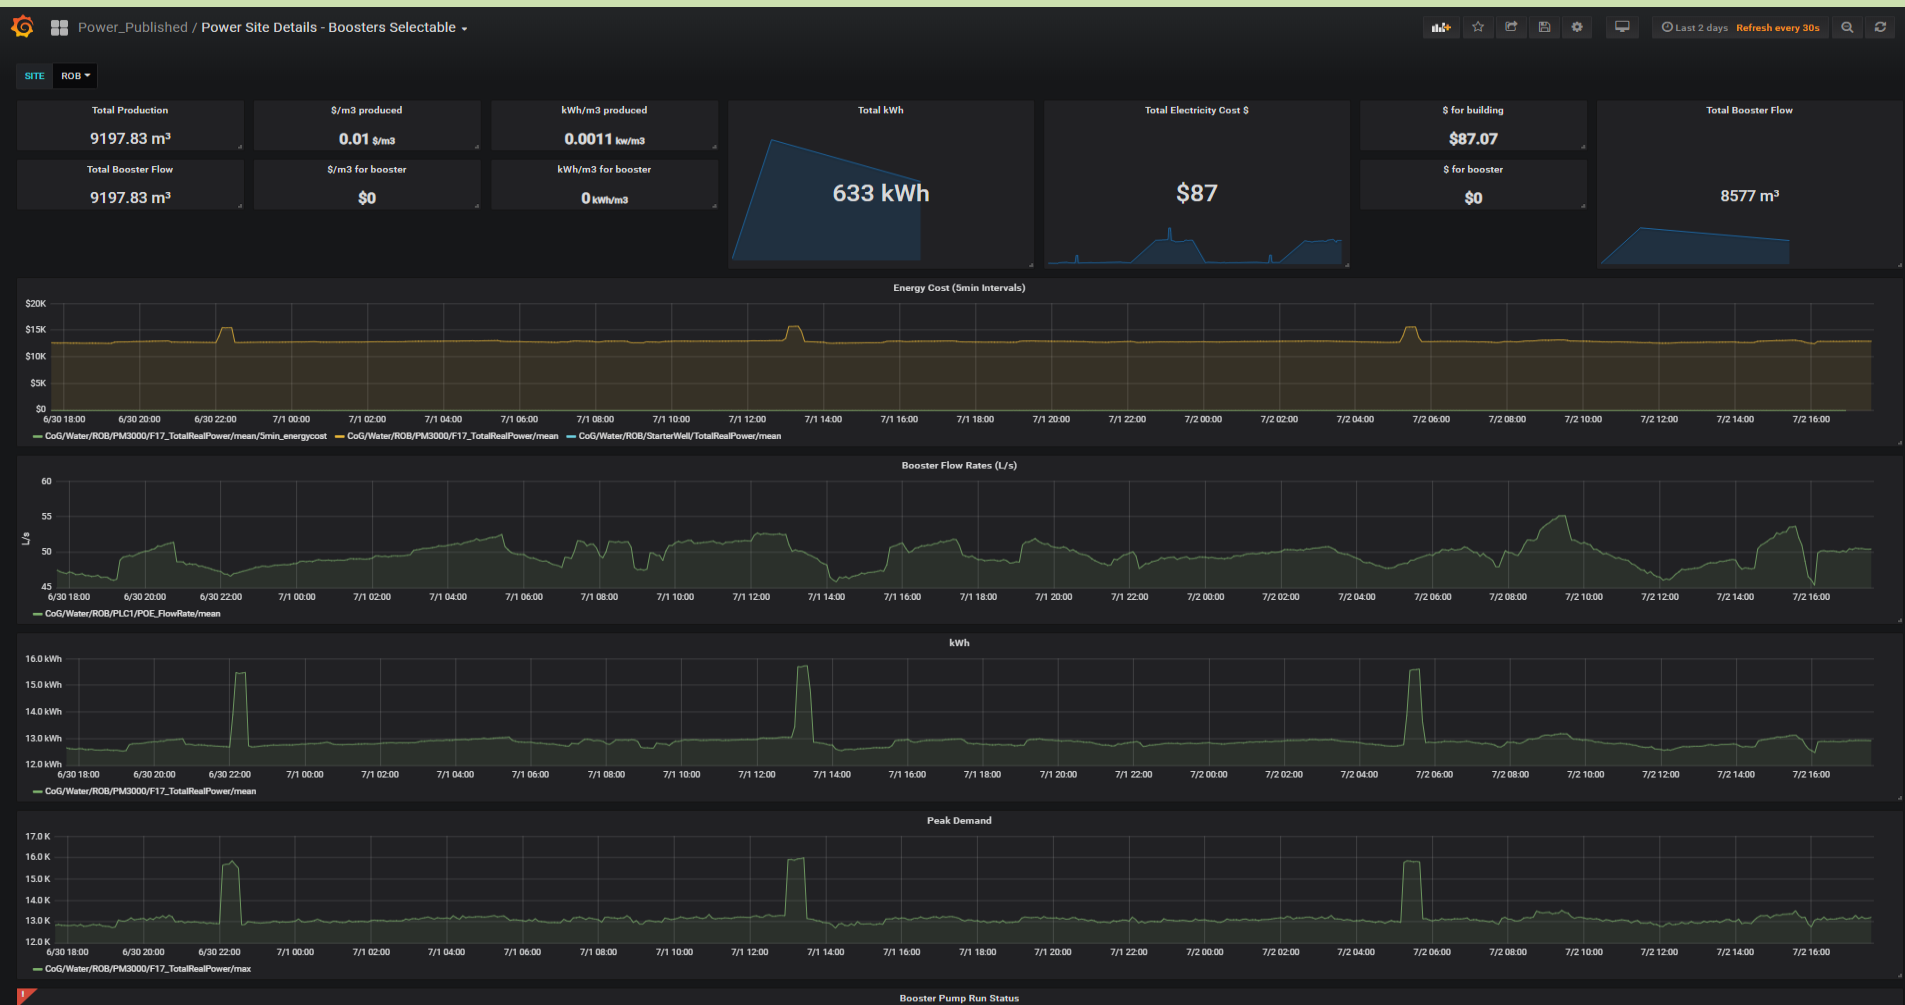 Power_Published / Power Site Details - Boosters Selectable
Last 2 days Refresh every 30s
SITE ROB
Total Production
9197.83 m³
$/m3 produced
0.01 $/m3
kWh/m3 produced
0.0011 kw/m3
Total kWh
633 kWh
Total Electricity Cost $
$87
$ for building
$87.07
Total Booster Flow
8577 m³
Total Booster Flow
9197.83 m³
$/m3 for booster
$0
kWh/m3 for booster
0 kWh/m3
$ for booster
$0
Energy Cost (5min Intervals)
$20K
$15K
$10K
$5K
$0
6/30 18:00 6/30 20:00 6/30 22:00 7/1 00:00 7/1 02:00 7/1 04:00 7/1 06:00 7/1 08:00 7/1 10:00 7/1 12:00 7/1 14:00 7/1 16:00 7/1 18:00 7/1 20:00 7/1 22:00 7/2 00:00 7/2 02:00 7/2 04:00 7/2 06:00 7/2 08:00 7/2 10:00 7/2 12:00 7/2 14:00 7/2 16:00
CoG/Water/ROB/PM3000/F17_TotalRealPower/mean/5min_energycost CoG/Water/ROB/PM3000/F17_TotalRealPower/mean CoG/Water/ROB/StarterWell/TotalRealPower/mean
Booster Flow Rates (L/s)
L/s
60
55
50
45
6/30 18:00 6/30 20:00 6/30 22:00 7/1 00:00 7/1 02:00 7/1 04:00 7/1 06:00 7/1 08:00 7/1 10:00 7/1 12:00 7/1 14:00 7/1 16:00 7/1 18:00 7/1 20:00 7/1 22:00 7/2 00:00 7/2 02:00 7/2 04:00 7/2 06:00 7/2 08:00 7/2 10:00 7/2 12:00 7/2 14:00 7/2 16:00
CoG/Water/ROB/PLC1/POE_FlowRate/mean
kWh
16.0 kWh
15.0 kWh
14.0 kWh
13.0 kWh
12.0 kWh
6/30 18:00 6/30 20:00 6/30 22:00 7/1 00:00 7/1 02:00 7/1 04:00 7/1 06:00 7/1 08:00 7/1 10:00 7/1 12:00 7/1 14:00 7/1 16:00 7/1 18:00 7/1 20:00 7/1 22:00 7/2 00:00 7/2 02:00 7/2 04:00 7/2 06:00 7/2 08:00 7/2 10:00 7/2 12:00 7/2 14:00 7/2 16:00
CoG/Water/ROB/PM3000/F17_TotalRealPower/mean
Peak Demand
17.0 K
16.0 K
15.0 K
14.0 K
13.0 K
12.0 K
6/30 18:00 6/30 20:00 6/30 22:00 7/1 00:00 7/1 02:00 7/1 04:00 7/1 06:00 7/1 08:00 7/1 10:00 7/1 12:00 7/1 14:00 7/1 16:00 7/1 18:00 7/1 20:00 7/1 22:00 7/2 00:00 7/2 02:00 7/2 04:00 7/2 06:00 7/2 08:00 7/2 10:00 7/2 12:00 7/2 14:00 7/2 16:00
CoG/Water/ROB/PM3000/F17_TotalRealPower/max
!
Booster Pump Run Status